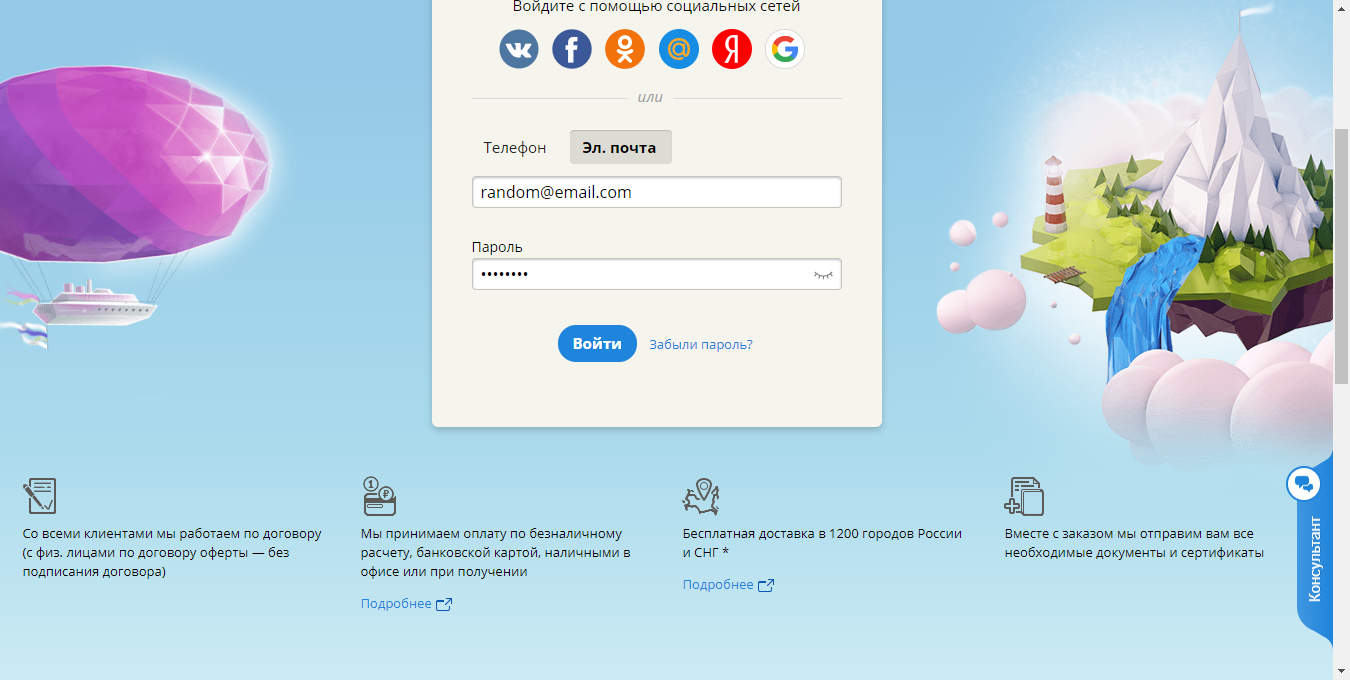 Войдите с помощью социальных сетей
или
Телефон
Эл. почта
random@email.com
Пароль
••••••••
Войти
Забыли пароль?
Со всеми клиентами мы работаем по договору
(с физ. лицами по договору оферты — без
подписания договора)
1
₽
Мы принимаем оплату по безналичному
расчету, банковской картой, наличными в
офисе или при получении
Подробнее
Бесплатная доставка в 1200 городов России
и СНГ *
Подробнее
Вместе с заказом мы отправим вам все
необходимые документы и сертификаты
Консультант